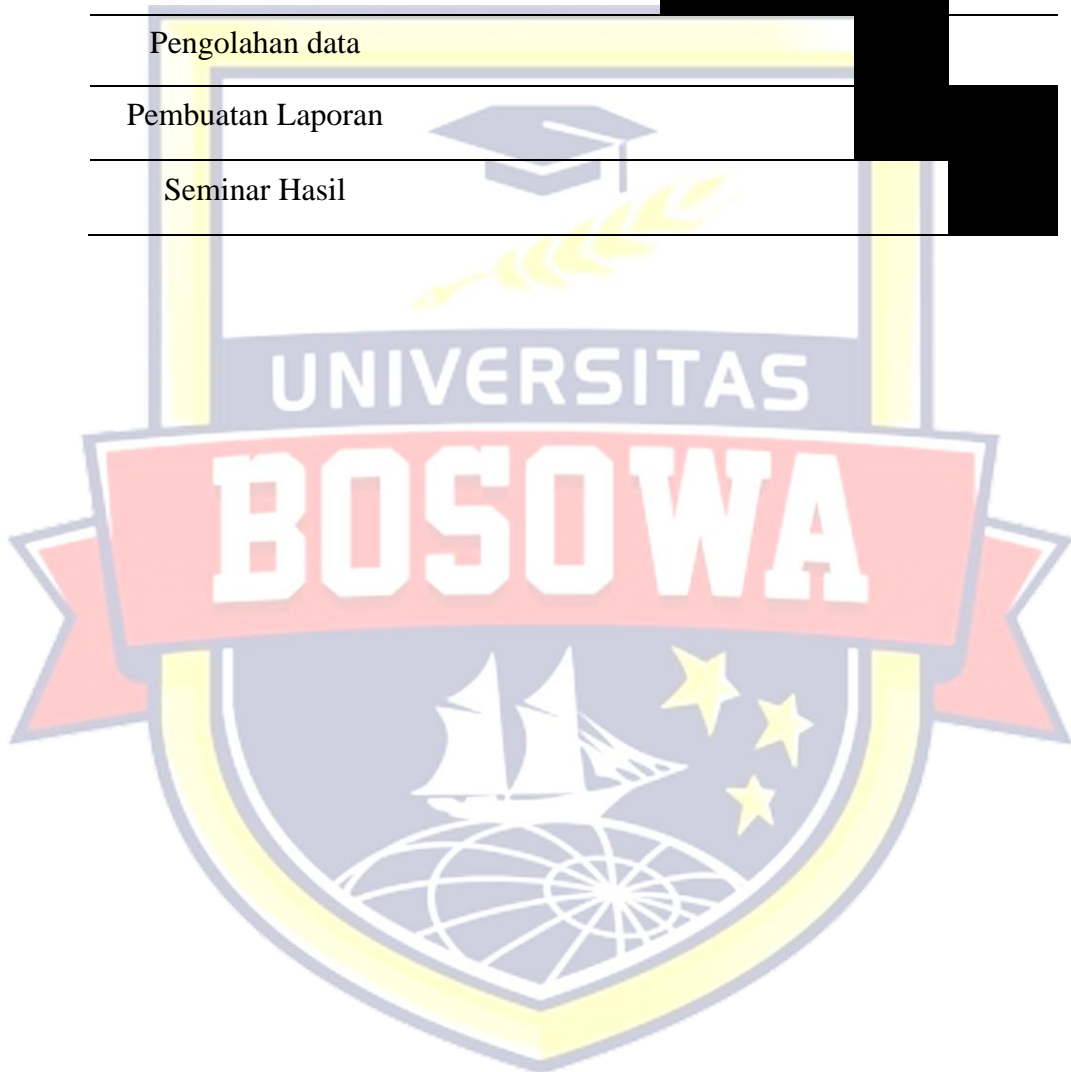 Pengolahan data
Pembuatan Laporan
Seminar Hasil
UNIVERSITAS
BOSOWA